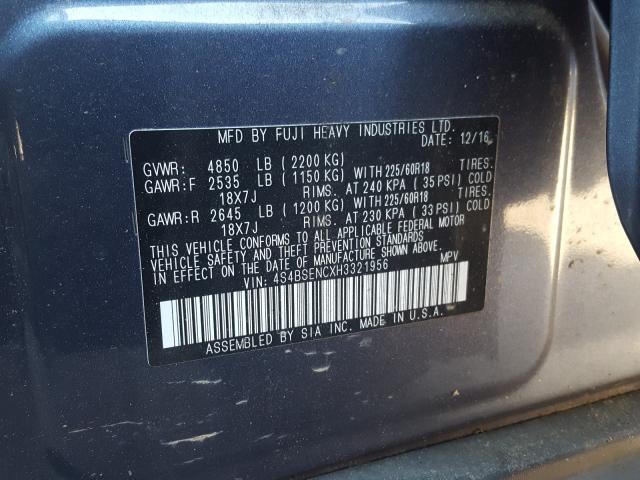 MFD BY FUJI HEAVY INDUSTRIES LTD.
DATE: 12/16
GVWR: 4850 LB (2200 KG)
GAWR:F 2535 LB (1150 KG) WITH 225/60R18 TIRES.
18X7J RIMS. AT 240 KPA (35 PSI) COLD
GAWR:R 2645 LB (1200 KG) WITH 225/60R18 TIRES.
18X7J RIMS. AT 230 KPA (33 PSI) COLD
THIS VEHICLE CONFORMS TO ALL APPLICABLE FEDERAL MOTOR
VEHICLE SAFETY AND THEFT PREVENTION STANDARDS
IN EFFECT ON THE DATE OF MANUFACTURE SHOWN ABOVE.
VIN: 4S4BSENCXH3321956 MPV
ASSEMBLED BY SIA INC. MADE IN U.S.A.